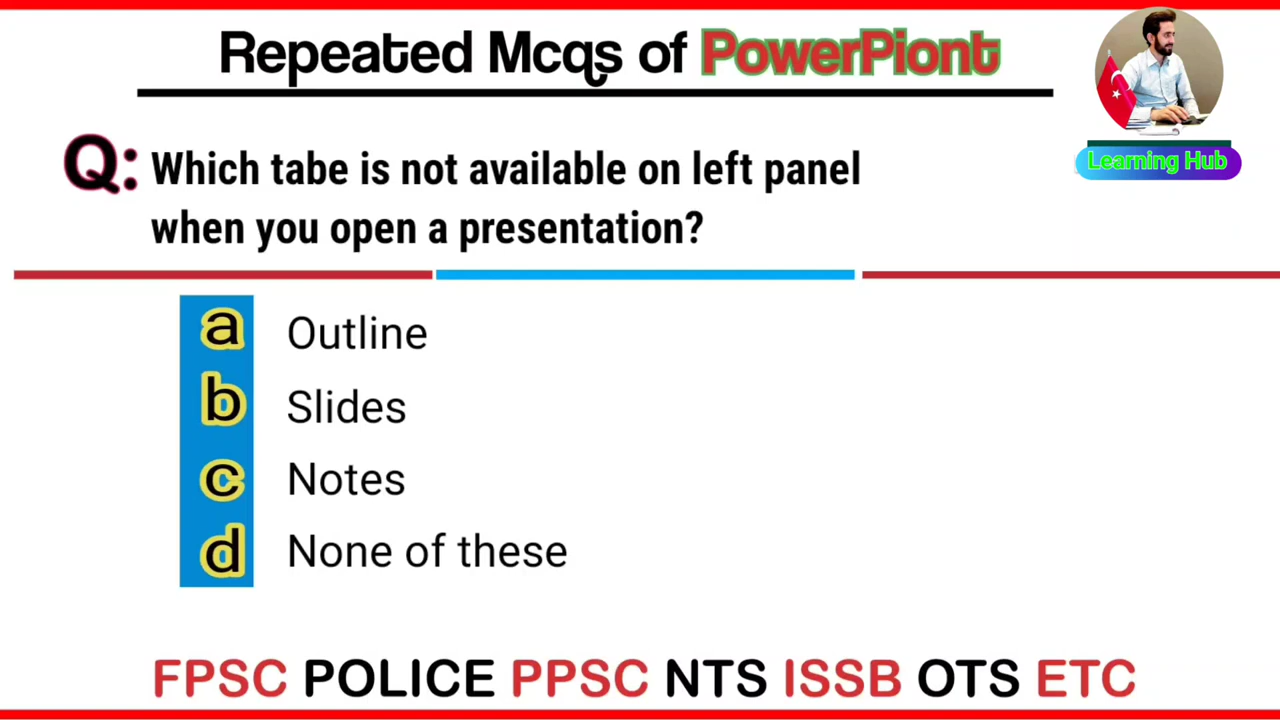 Repeated Mcqs of PowerPiont
Learning Hub
Q: Which tabe is not available on left panel
when you open a presentation?
a Outline
b Slides
c Notes
d None of these
FPSC POLICE PPSC NTS ISSB OTS ETC